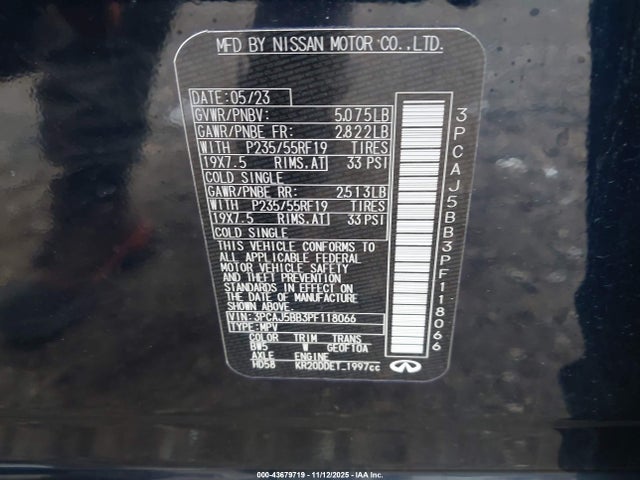 MFD BY NISSAN MOTOR CO.,LTD.
DATE:05/23
GVWR/PNBV: 5.075LB
GAWR/PNBE FR: 2.822LB
WITH P235/55RF19 TIRES
19X7.5 RIMS.AT 33 PSI
COLD SINGLE
GAWR/PNBE RR: 2.513LB
WITH P235/55RF19 TIRES
19X7.5 RIMS.AT 33 PSI
COLD SINGLE
THIS VEHICLE CONFORMS TO
ALL APPLICABLE FEDERAL
MOTOR VEHICLE SAFETY
AND THEFT PREVENTION
STANDARDS IN EFFECT ON
THE DATE OF MANUFACTURE
SHOWN ABOVE.
VIN:3PCAJ5BB3PF118066
TYPE:MPV
COLOR TRIM TRANS
BW5 W GE0F10A
AXLE ENGINE
HD58 KR20DDET_1997cc
3PCAJ5BB3PF118066
000-43679719 - 11/12/2025 - IAA Inc.